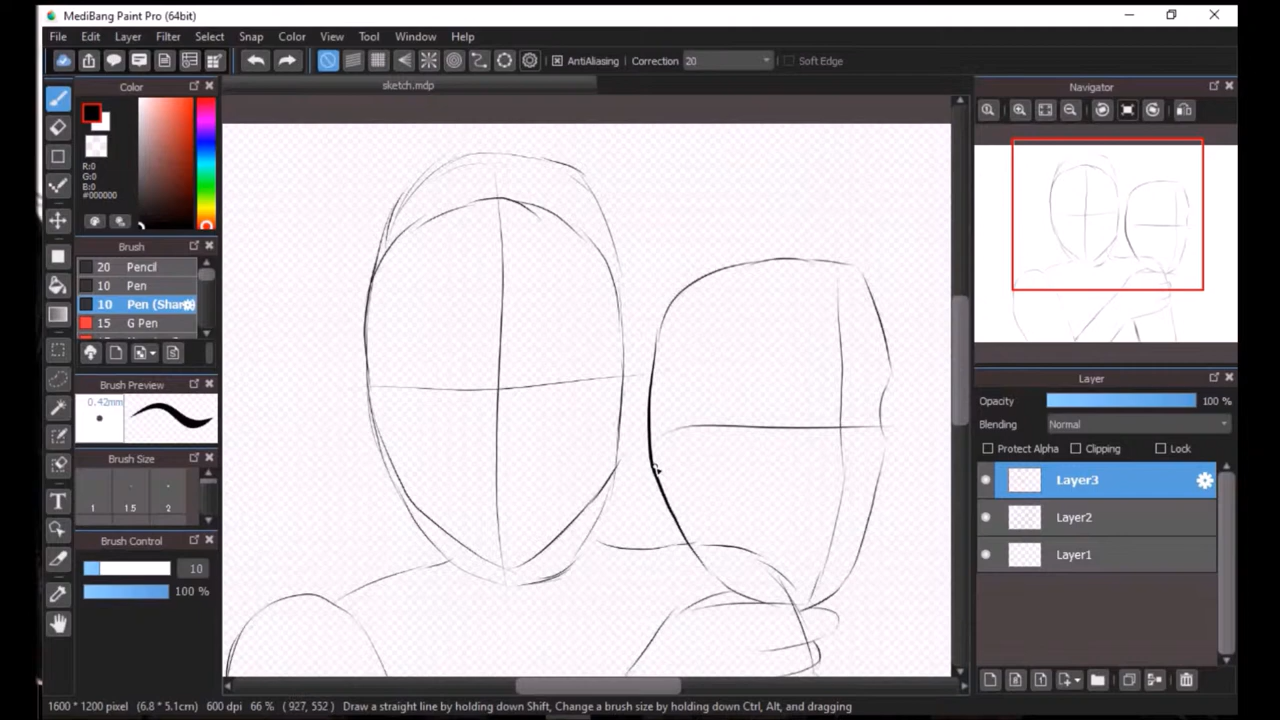 MediBang Paint Pro (64bit)
File Edit Layer Filter Select Snap Color View Tool Window Help
AntiAliasing Correction 20 Soft Edge
sketch.mdp
Color
R:0
G:0
B:0
#000000
Brush
20 Pencil
10 Pen
10 Pen (Shar
15 G Pen
Brush Preview
0.42mm
Brush Size
1 1.5 2
Brush Control
10
100 %
Navigator
Layer
Opacity 100 %
Blending Normal
Protect Alpha Clipping Lock
Layer3
Layer2
Layer1
1600 * 1200 pixel (6.8 * 5.1cm) 600 dpi 66 % ( 927, 552 ) Draw a straight line by holding down Shift, Change a brush size by holding down Ctrl, Alt, and dragging